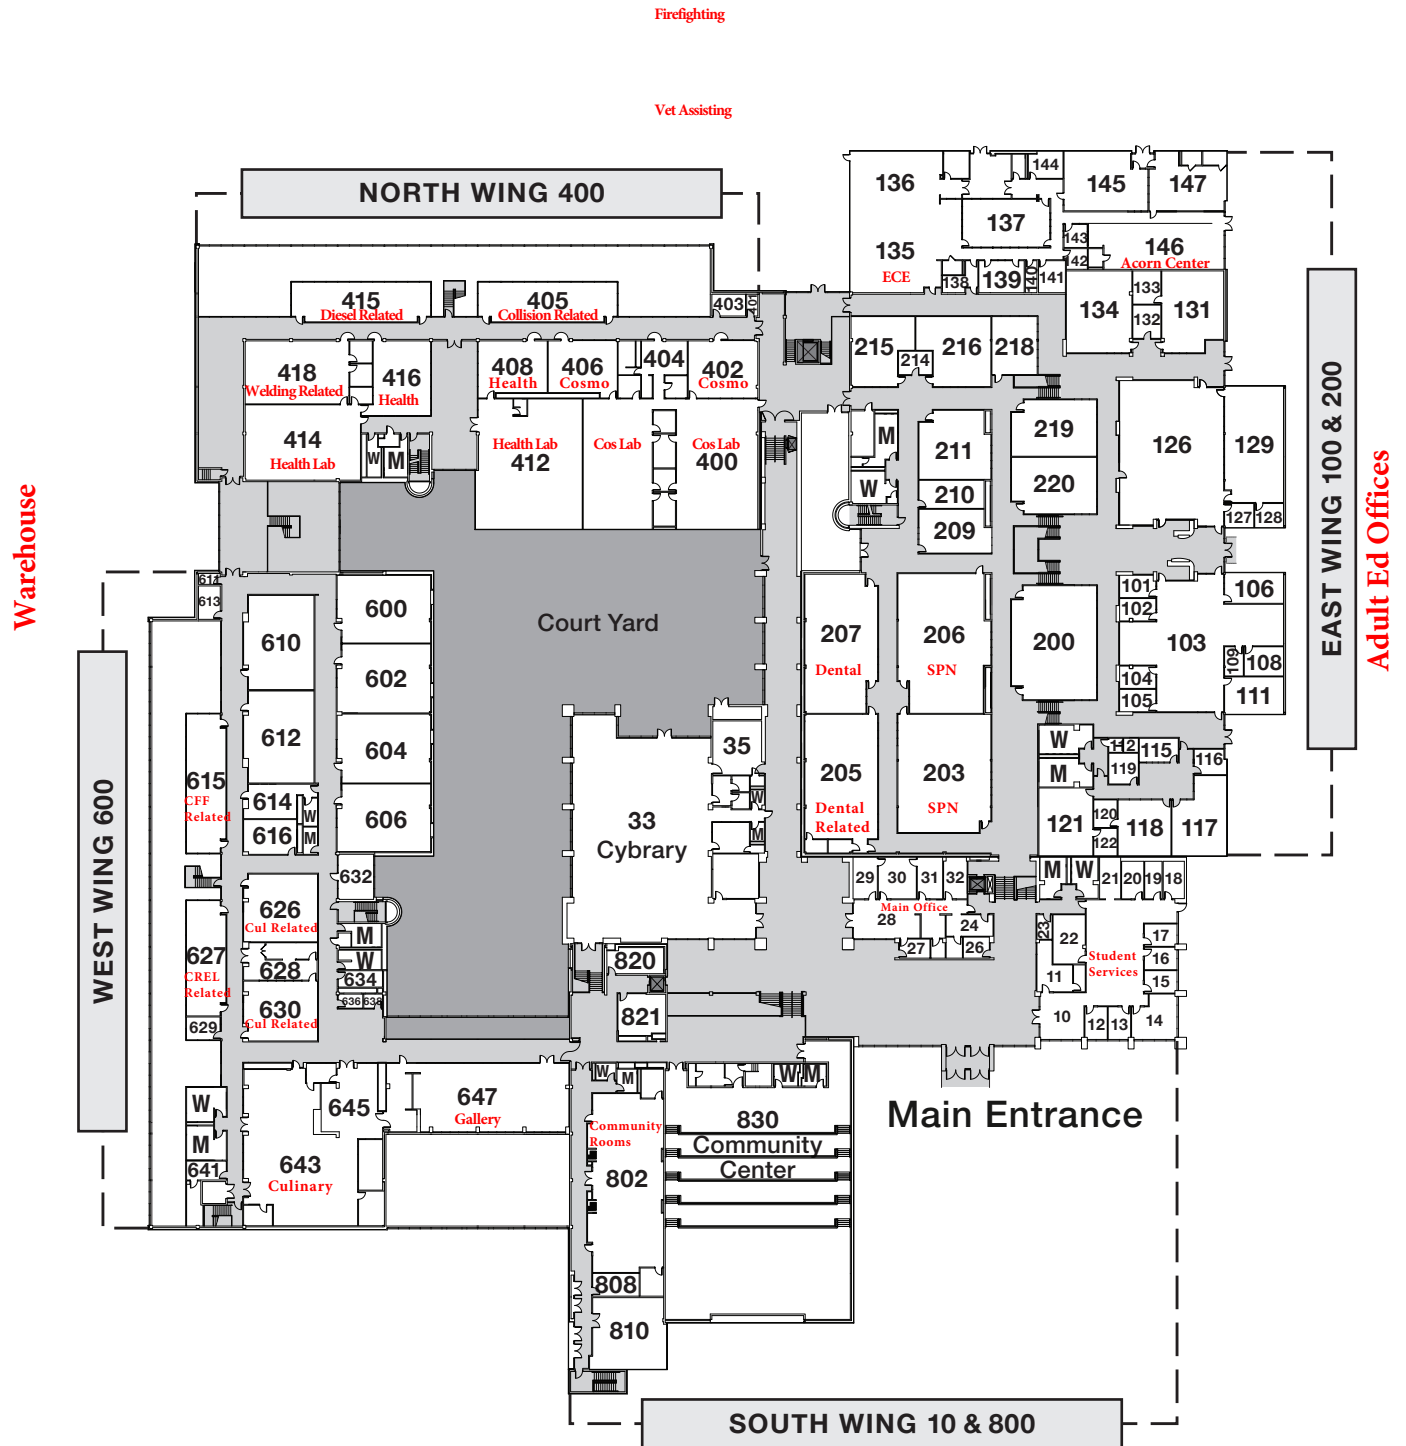 Firefighting
Vet Assisting
NORTH WING 400
EAST WING 100 & 200
Adult Ed Offices
Warehouse
WEST WING 600
SOUTH WING 10 & 800
415
Diesel Related
405
Collision Related
403
401
418
Welding Related
416
Health
408
Health
406
Cosmo
404
402
Cosmo
414
Health Lab
W
M
Health Lab
412
Cos Lab
Cos Lab
400
136
135
ECE
137
138
139
140
141
144
145
147
143
142
146
Acorn Center
134
133
132
131
215
214
216
218
M
W
211
210
209
219
220
126
129
127
128
207
Dental
206
SPN
200
101
102
103
104
105
106
109
108
111
205
Dental
Related
203
SPN
W
M
112
115
116
119
121
120
122
118
117
611
613
610
612
600
602
604
606
614
616
W
M
615
CFF
Related
Court Yard
35
W
M
33
Cybrary
632
626
Cul Related
628
630
Cul Related
M
W
634
636
638
627
CREL
Related
629
29
30
31
32
Main Office
28
24
27
26
M
W
21
20
19
18
23
22
11
10
12
13
14
17
16
15
Student
Services
820
821
W
M
641
645
643
Culinary
647
Gallery
W
M
Community
Rooms
802
808
810
W
M
830
Community
Center
Main Entrance